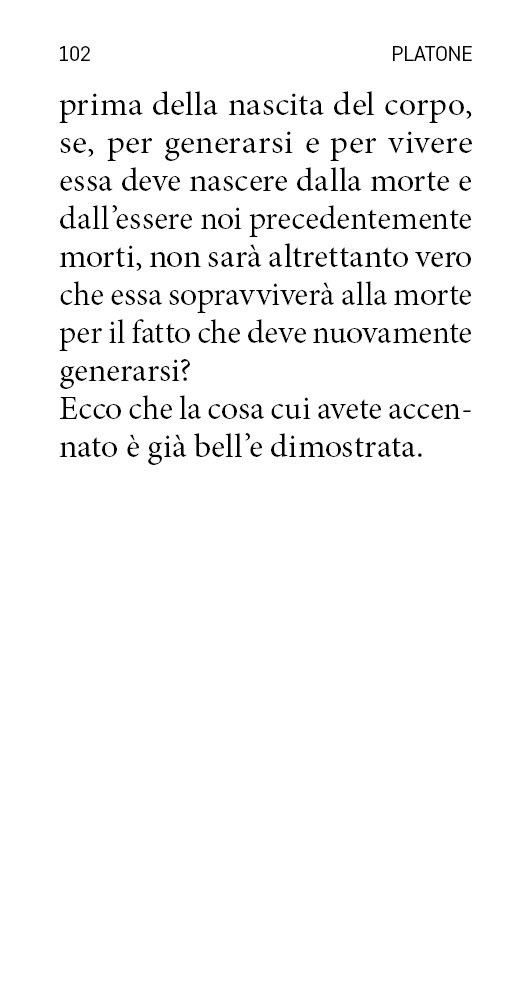 102 PLATONE
prima della nascita del corpo,
se, per generarsi e per vivere
essa deve nascere dalla morte e
dall’essere noi precedentemente
morti, non sarà altrettanto vero
che essa sopravviverà alla morte
per il fatto che deve nuovamente
generarsi?
Ecco che la cosa cui avete accen-
nato è già bell’e dimostrata.